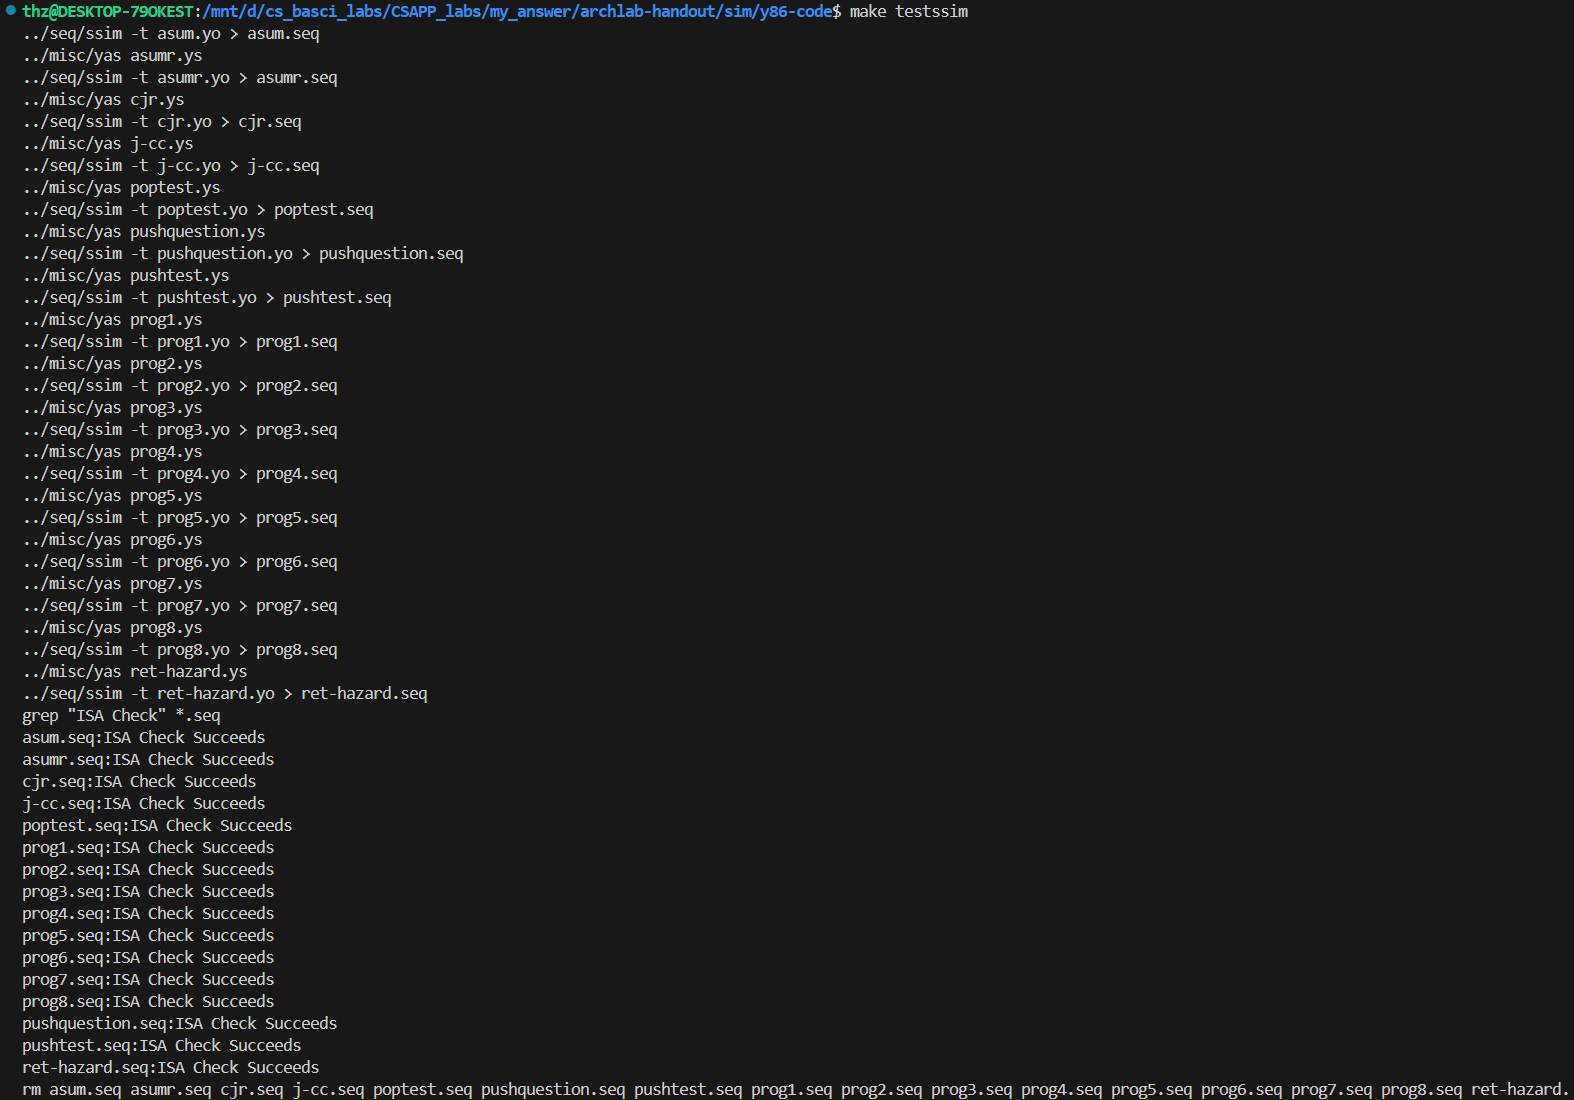 thz@DESKTOP-79OKEST:/mnt/d/cs_basci_labs/CSAPP_labs/my_answer/archlab-handout/sim/y86-code$ make testssim
../seq/ssim -t asum.yo > asum.seq
../misc/yas asumr.ys
../seq/ssim -t asumr.yo > asumr.seq
../misc/yas cjr.ys
../seq/ssim -t cjr.yo > cjr.seq
../misc/yas j-cc.ys
../seq/ssim -t j-cc.yo > j-cc.seq
../misc/yas poptest.ys
../seq/ssim -t poptest.yo > poptest.seq
../misc/yas pushquestion.ys
../seq/ssim -t pushquestion.yo > pushquestion.seq
../misc/yas pushtest.ys
../seq/ssim -t pushtest.yo > pushtest.seq
../misc/yas prog1.ys
../seq/ssim -t prog1.yo > prog1.seq
../misc/yas prog2.ys
../seq/ssim -t prog2.yo > prog2.seq
../misc/yas prog3.ys
../seq/ssim -t prog3.yo > prog3.seq
../misc/yas prog4.ys
../seq/ssim -t prog4.yo > prog4.seq
../misc/yas prog5.ys
../seq/ssim -t prog5.yo > prog5.seq
../misc/yas prog6.ys
../seq/ssim -t prog6.yo > prog6.seq
../misc/yas prog7.ys
../seq/ssim -t prog7.yo > prog7.seq
../misc/yas prog8.ys
../seq/ssim -t prog8.yo > prog8.seq
../misc/yas ret-hazard.ys
../seq/ssim -t ret-hazard.yo > ret-hazard.seq
grep "ISA Check" *.seq
asum.seq:ISA Check Succeeds
asumr.seq:ISA Check Succeeds
cjr.seq:ISA Check Succeeds
j-cc.seq:ISA Check Succeeds
poptest.seq:ISA Check Succeeds
prog1.seq:ISA Check Succeeds
prog2.seq:ISA Check Succeeds
prog3.seq:ISA Check Succeeds
prog4.seq:ISA Check Succeeds
prog5.seq:ISA Check Succeeds
prog6.seq:ISA Check Succeeds
prog7.seq:ISA Check Succeeds
prog8.seq:ISA Check Succeeds
pushquestion.seq:ISA Check Succeeds
pushtest.seq:ISA Check Succeeds
ret-hazard.seq:ISA Check Succeeds
rm asum.seq asumr.seq cjr.seq j-cc.seq poptest.seq pushquestion.seq pushtest.seq prog1.seq prog2.seq prog3.seq prog4.seq prog5.seq prog6.seq prog7.seq prog8.seq ret-hazard.